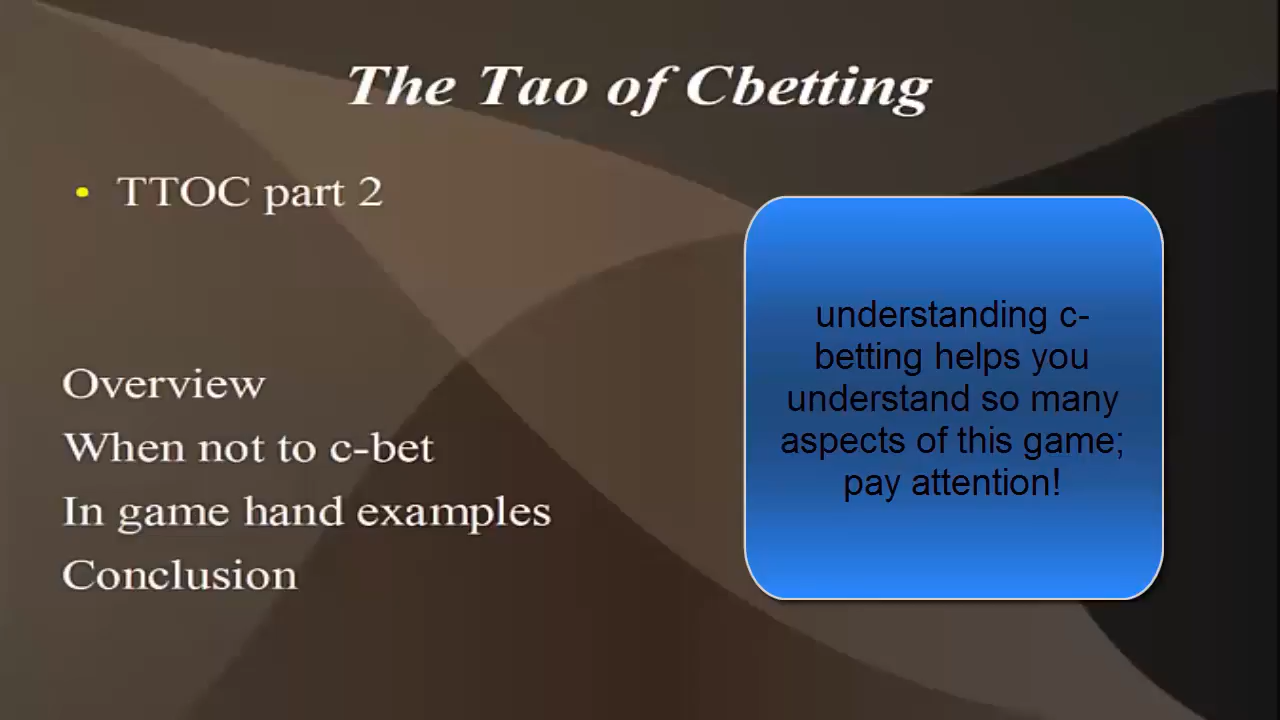 The Tao of Cbetting
• TTOC part 2
Overview
When not to c-bet
In game hand examples
Conclusion
understanding c-
betting helps you
understand so many
aspects of this game;
pay attention!